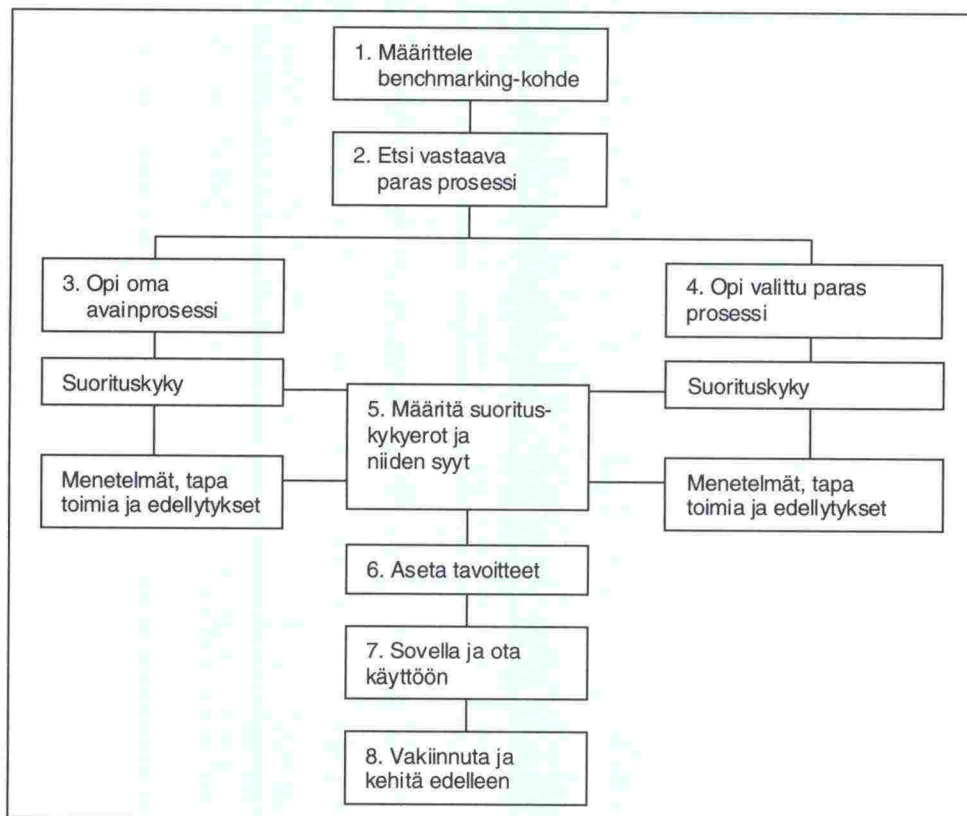 1. Määrittele
benchmarking-kohde
2. Etsi vastaava
paras prosessi
3. Opi oma
avainprosessi
4. Opi valittu paras
prosessi
Suorituskyky
Suorituskyky
5. Määritä suoritus-
kykyerot ja
niiden syyt
Menetelmät, tapa
toimia ja edellytykset
Menetelmät, tapa
toimia ja edellytykset
6. Aseta tavoitteet
7. Sovella ja ota
käyttöön
8. Vakiinnuta ja
kehitä edelleen